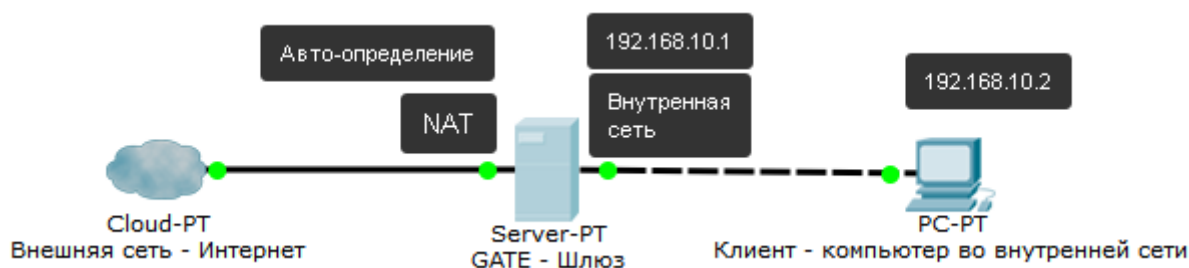 Авто-определение
NAT
192.168.10.1
Внутренная
сеть
192.168.10.2
Cloud-PT
Внешняя сеть - Интернет
Server-PT
GATE - Шлюз
PC-PT
Клиент - компьютер во внутренней сети